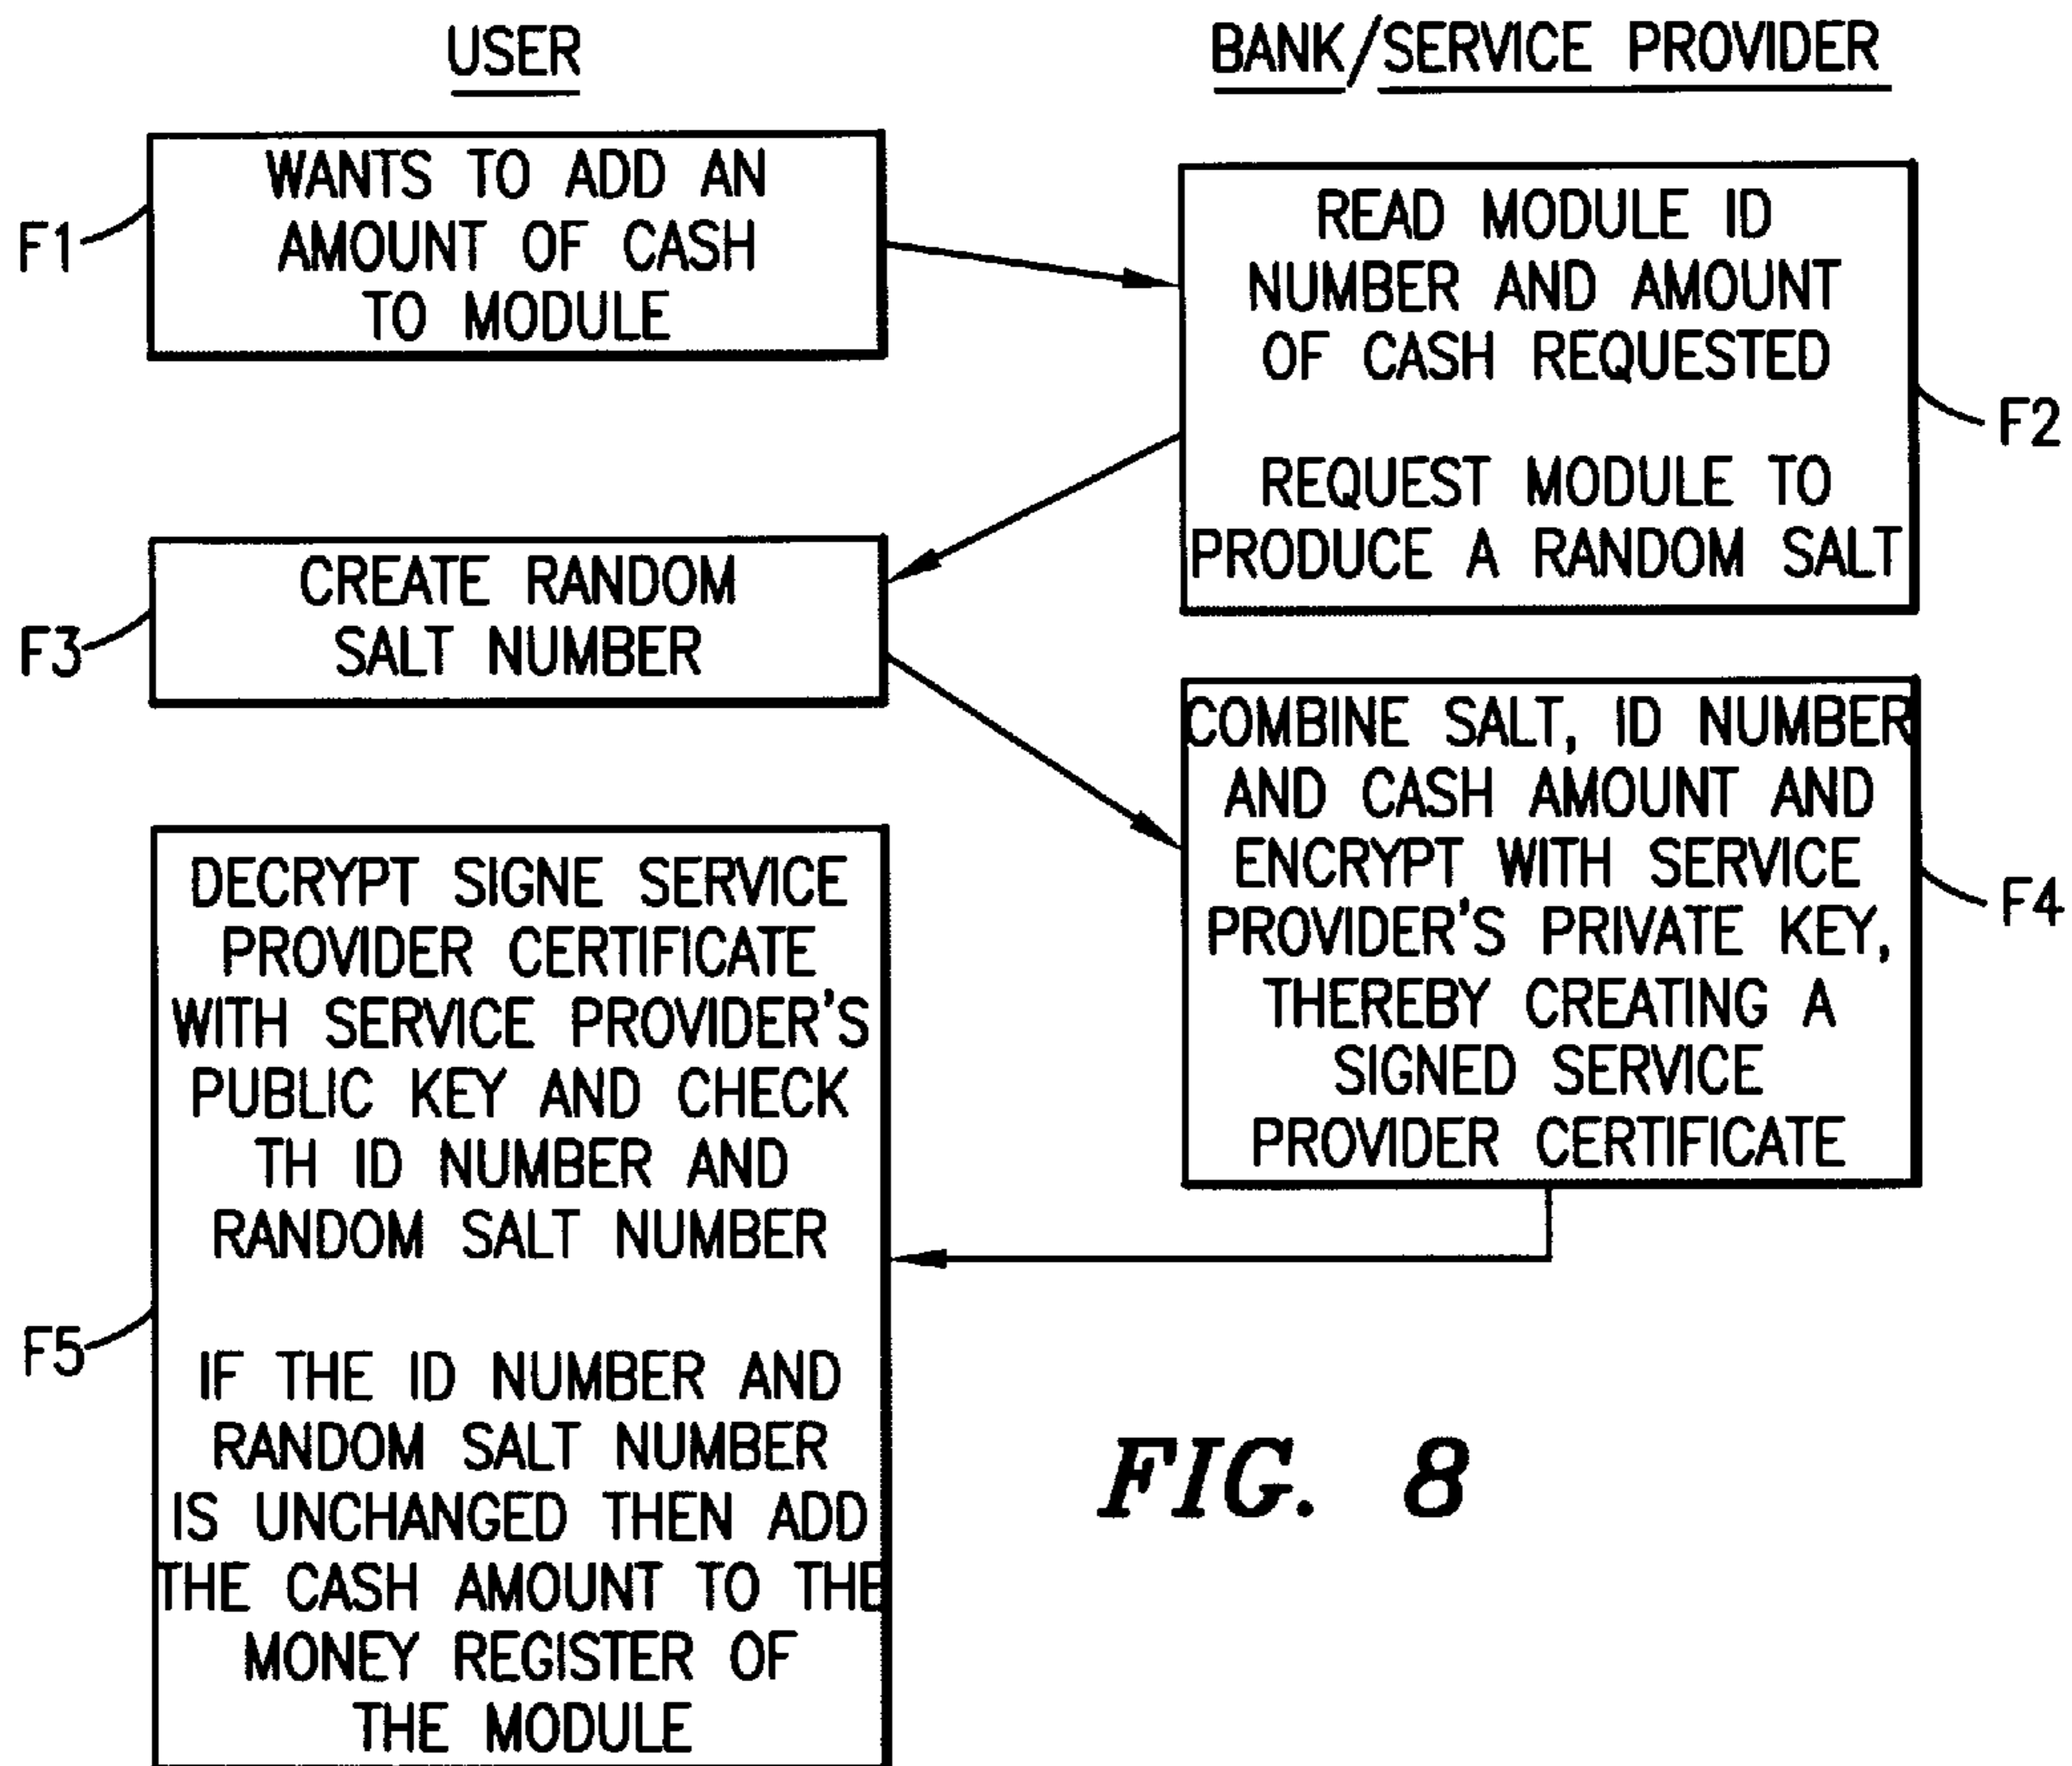 USER
BANK/SERVICE PROVIDER
F1
WANTS TO ADD AN
AMOUNT OF CASH
TO MODULE
READ MODULE ID
NUMBER AND AMOUNT
OF CASH REQUESTED
REQUEST MODULE TO
PRODUCE A RANDOM SALT
F2
F3
CREATE RANDOM
SALT NUMBER
COMBINE SALT, ID NUMBER
AND CASH AMOUNT AND
ENCRYPT WITH SERVICE
PROVIDER'S PRIVATE KEY,
THEREBY CREATING A
SIGNED SERVICE
PROVIDER CERTIFICATE
F4
F5
DECRYPT SIGNE SERVICE
PROVIDER CERTIFICATE
WITH SERVICE PROVIDER'S
PUBLIC KEY AND CHECK
TH ID NUMBER AND
RANDOM SALT NUMBER
IF THE ID NUMBER AND
RANDOM SALT NUMBER
IS UNCHANGED THEN ADD
THE CASH AMOUNT TO THE
MONEY REGISTER OF
THE MODULE
FIG. 8